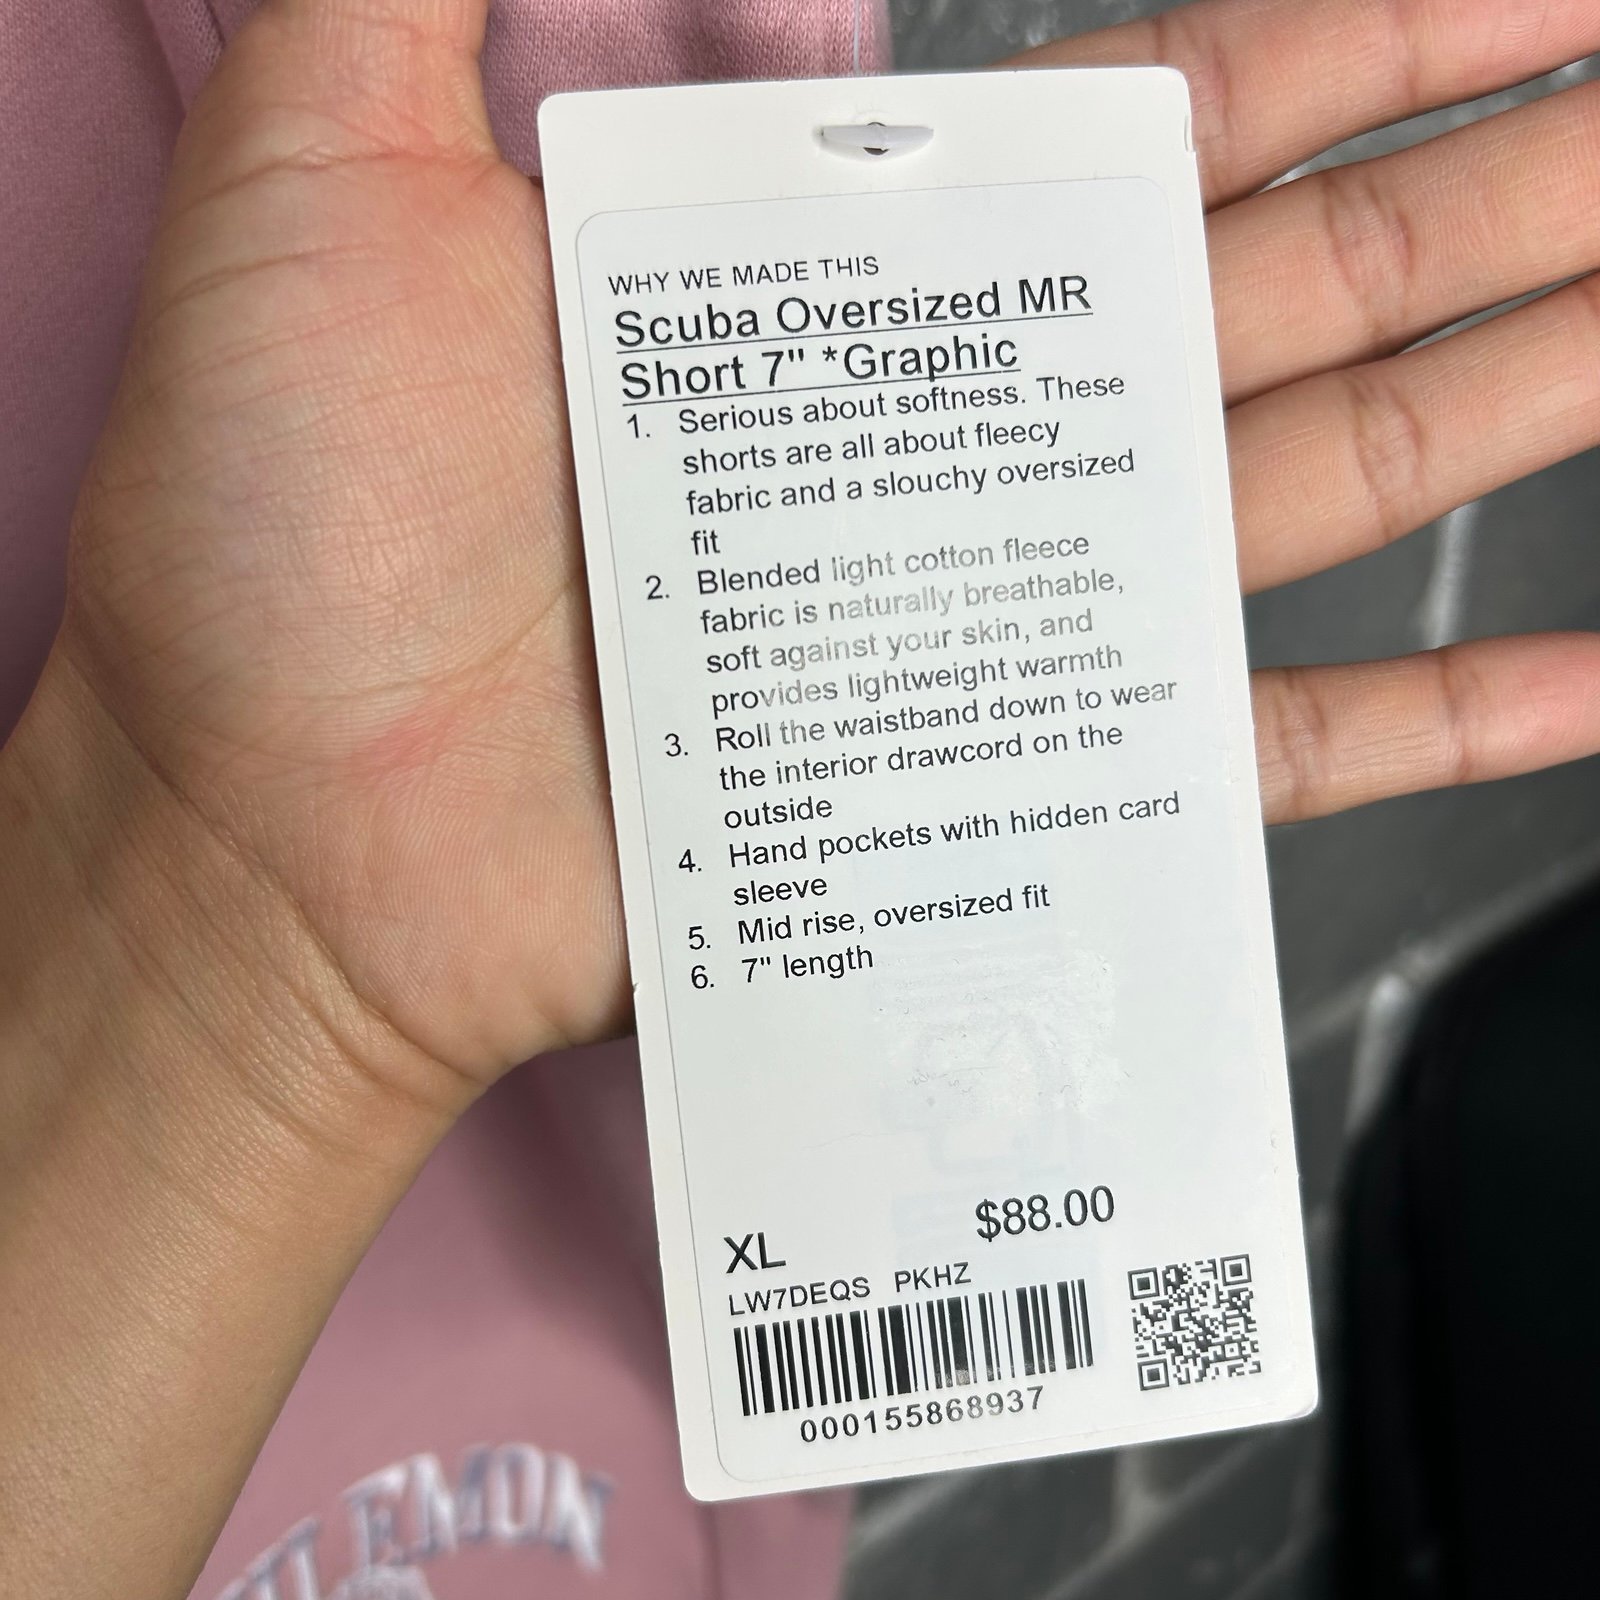 WHY WE MADE THIS
Scuba Oversized MR
Short 7" *Graphic
1. Serious about softness. These
shorts are all about fleecy
fabric and a slouchy oversized
fit
2. Blended light cotton fleece
fabric is naturally breathable,
soft against your skin, and
provides lightweight warmth
3. Roll the waistband down to wear
the interior drawcord on the
outside
4. Hand pockets with hidden card
sleeve
5. Mid rise, oversized fit
6. 7" length
$88.00
XL
LW7DEQS PKHZ
000155868937
LULEMON